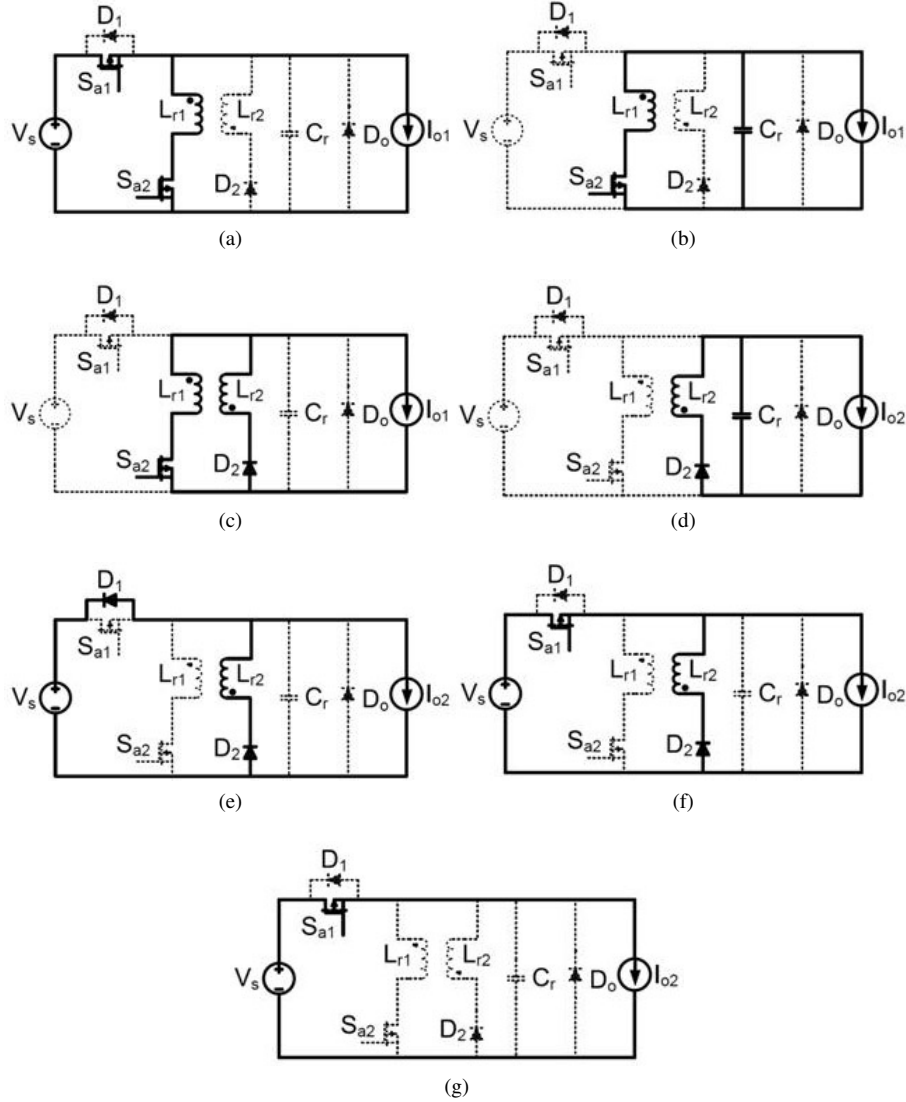 D1
Sa1
Vs
Lr1
Lr2
Sa2
D2
Cr
Do
Io1
(a)
D1
Sa1
Vs
Lr1
Lr2
Sa2
D2
Cr
Do
Io1
(b)
D1
Sa1
Vs
Lr1
Lr2
Sa2
D2
Cr
Do
Io1
(c)
D1
Sa1
Vs
Lr1
Lr2
Sa2
D2
Cr
Do
Io2
(d)
D1
Sa1
Vs
Lr1
Lr2
Sa2
D2
Cr
Do
Io2
(e)
D1
Sa1
Vs
Lr1
Lr2
Sa2
D2
Cr
Do
Io2
(f)
D1
Sa1
Vs
Lr1
Lr2
Sa2
D2
Cr
Do
Io2
(g)